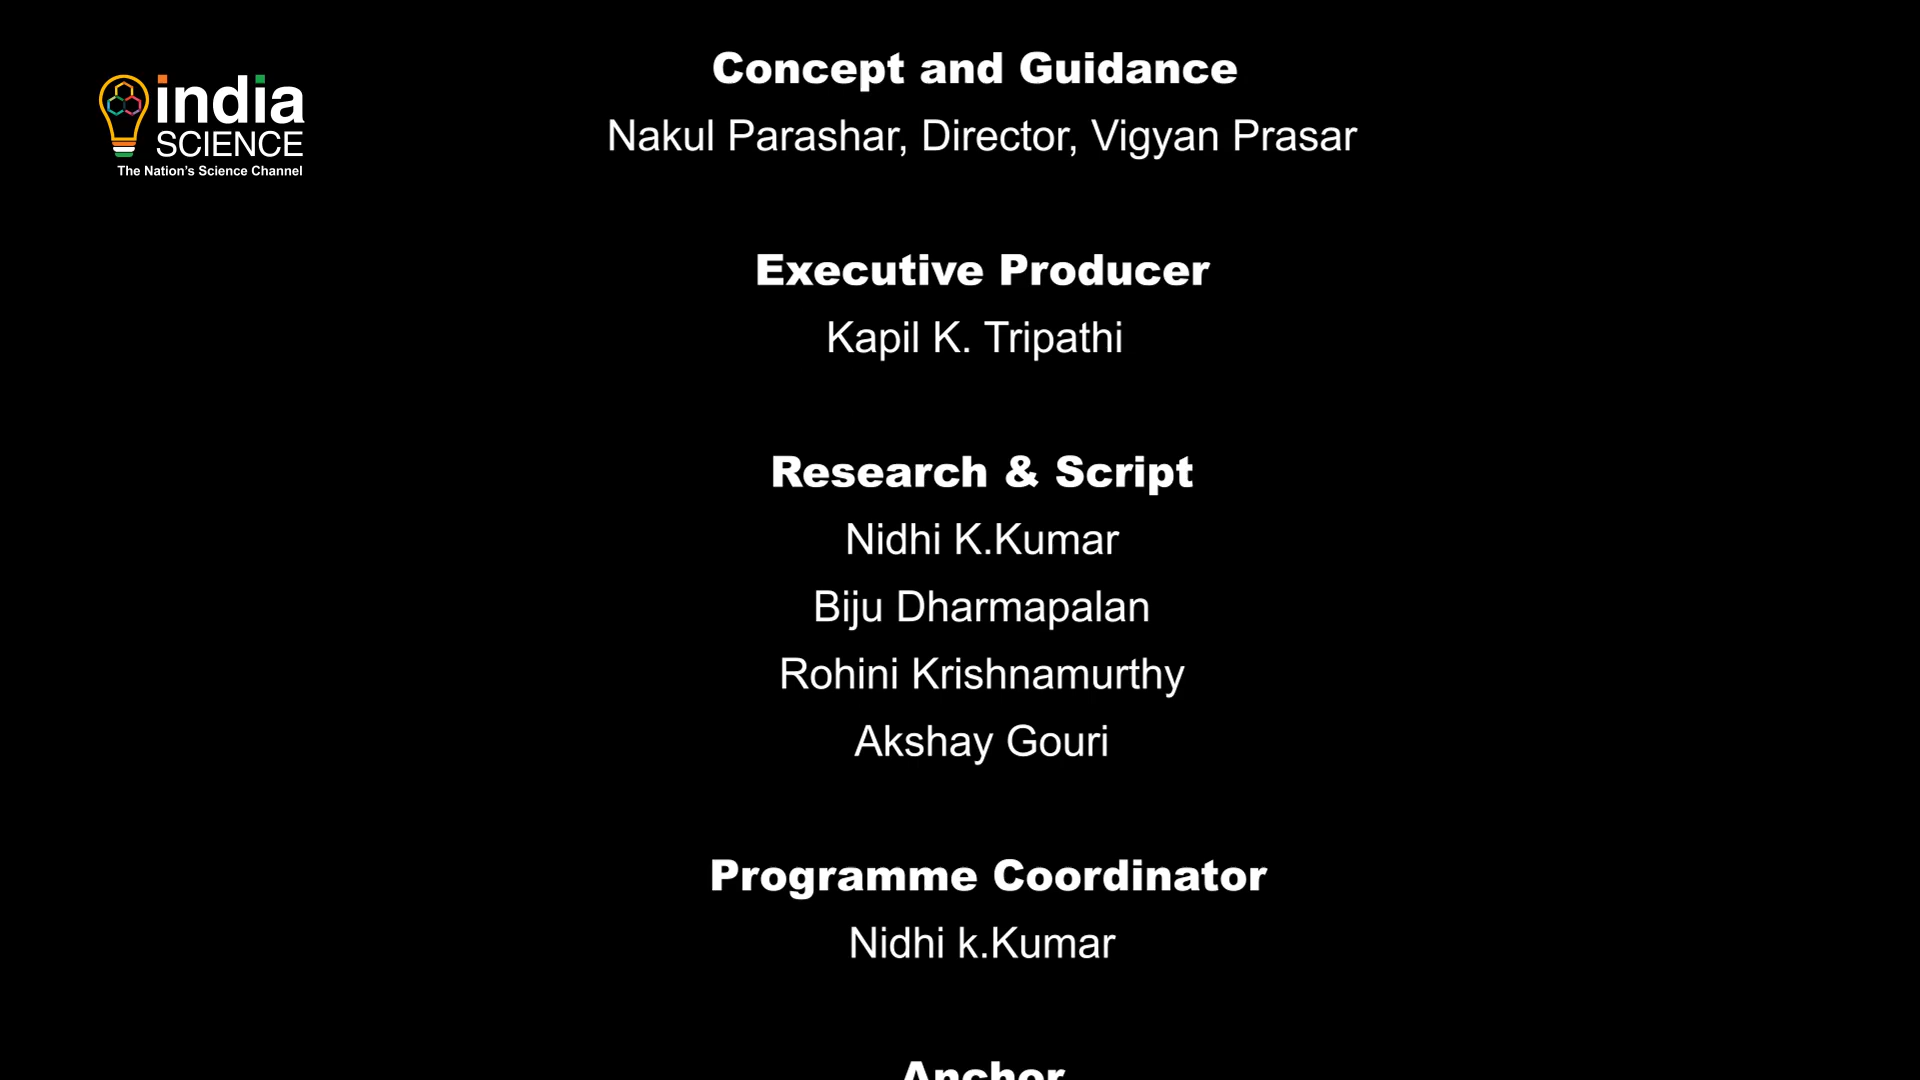 india
SCIENCE
The Nation's Science Channel
Concept and Guidance
Nakul Parashar, Director, Vigyan Prasar
Executive Producer
Kapil K. Tripathi
Research & Script
Nidhi K.Kumar
Biju Dharmapalan
Rohini Krishnamurthy
Akshay Gouri
Programme Coordinator
Nidhi k.Kumar
Anchor